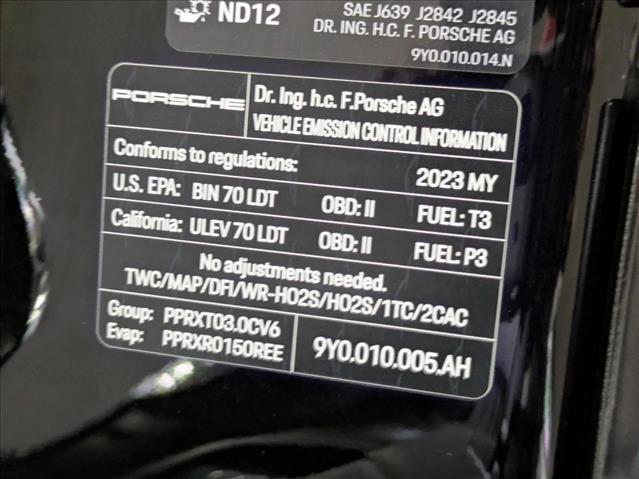 ND12
SAE J639 J2842 J2845
DR. ING. H.C. F. PORSCHE AG
9Y0.010.014.N
PORSCHE
Dr. Ing. h.c. F.Porsche AG
VEHICLE EMISSION CONTROL INFORMATION
Conforms to regulations: 2023 MY
U.S. EPA: BIN 70 LDT OBD: II FUEL: T3
California: ULEV 70 LDT OBD: II FUEL: P3
No adjustments needed.
TWC/MAP/DFI/WR-HO2S/HO2S/1TC/2CAC
Group: PPRXT03.0CV6
Evap: PPRXR0150REE
9Y0.010.005.AH